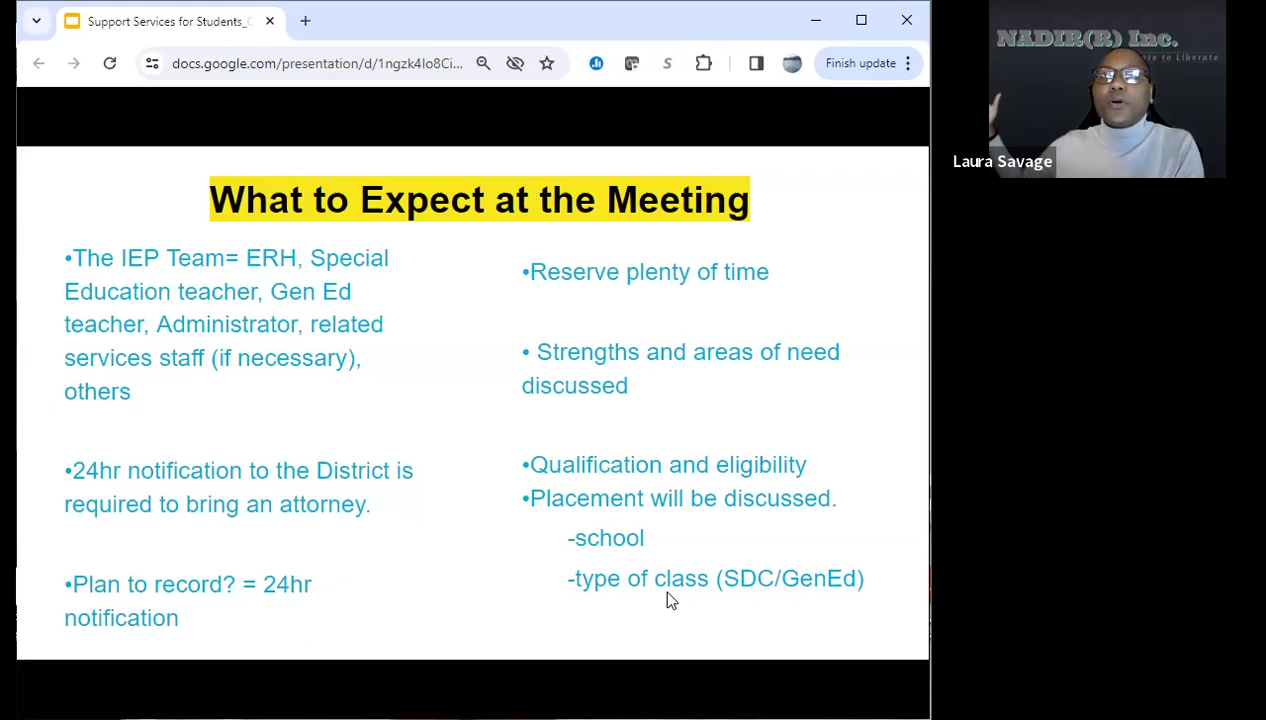 Support Services for Students_
docs.google.com/presentation/d/1ngzk4lo8Ci...
Finish update
What to Expect at the Meeting
•The IEP Team= ERH, Special
Education teacher, Gen Ed
teacher, Administrator, related
services staff (if necessary),
others
•24hr notification to the District is
required to bring an attorney.
•Plan to record? = 24hr
notification
•Reserve plenty of time
• Strengths and areas of need
discussed
•Qualification and eligibility
•Placement will be discussed.
-school
-type of class (SDC/GenEd)
NADIR(R) Inc.
te to Liberate
Laura Savage